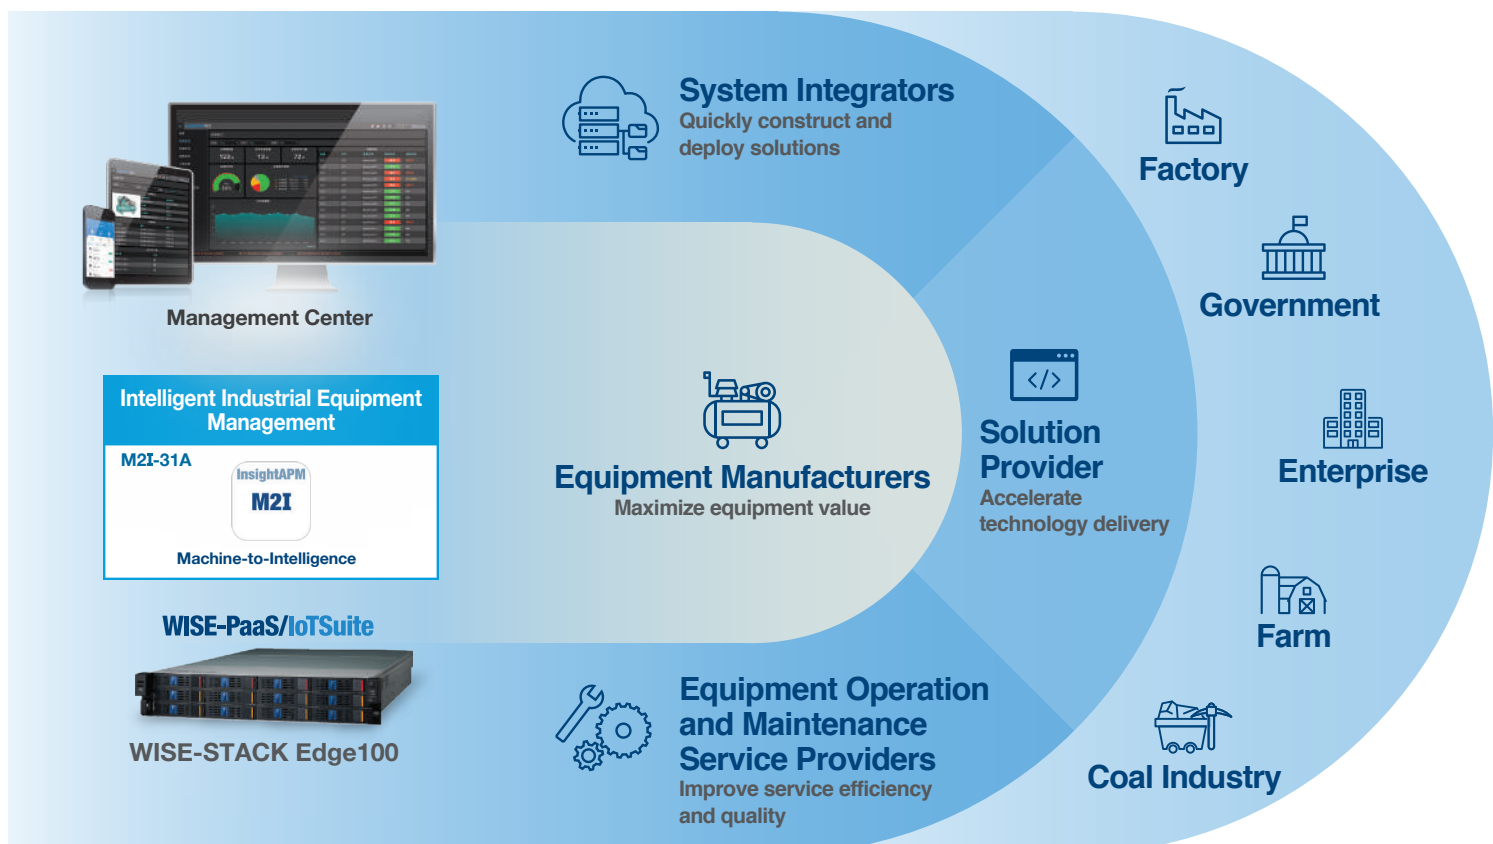 Management Center
Intelligent Industrial Equipment
Management
M2I-31A
InsightAPM
M2I
Machine-to-Intelligence
WISE-PaaS/IoTSuite
WISE-STACK Edge100
System Integrators
Quickly construct and
deploy solutions
Equipment Manufacturers
Maximize equipment value
Solution
Provider
Accelerate
technology delivery
Equipment Operation
and Maintenance
Service Providers
Improve service efficiency
and quality
Factory
Government
Enterprise
Farm
Coal Industry